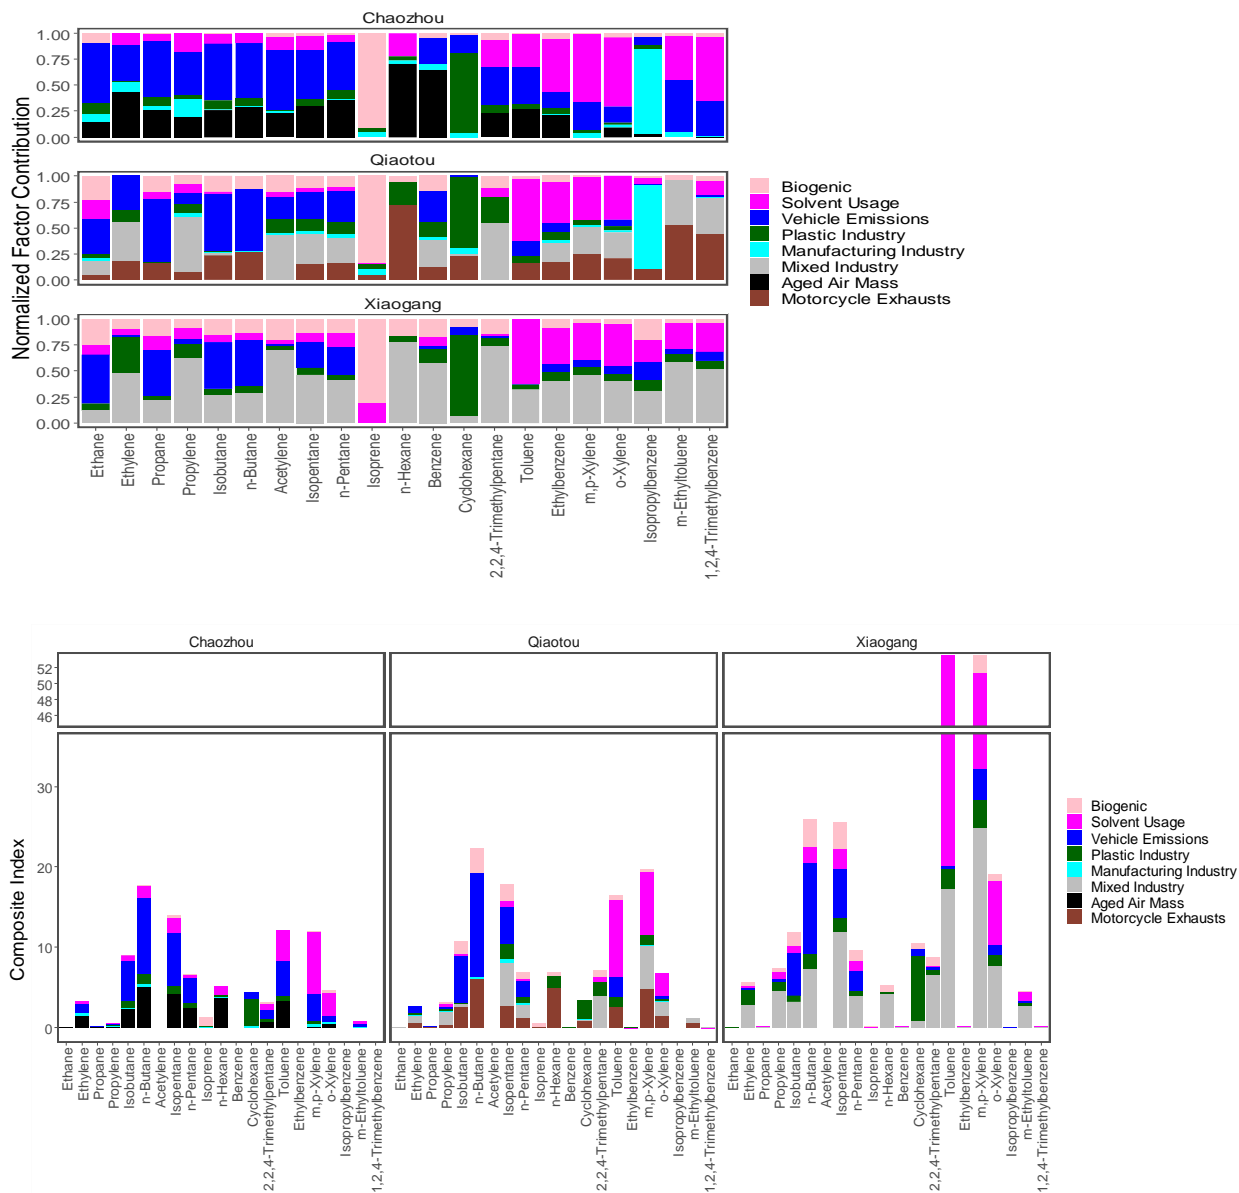 Chaozhou
1.00
0.75
0.50
0.25
0.00
Qiaotou
1.00
0.75
0.50
0.25
0.00
Xiaogang
1.00
0.75
0.50
0.25
0.00
Normalized Factor Contribution
Ethane
Ethylene
Propane
Propylene
Isobutane
n-Butane
Acetylene
Isopentane
n-Pentane
Isoprene
n-Hexane
Benzene
Cyclohexane
2,2,4-Trimethylpentane
Toluene
Ethylbenzene
m,p-Xylene
o-Xylene
Isopropylbenzene
m-Ethyltoluene
1,2,4-Trimethylbenzene
Biogenic
Solvent Usage
Vehicle Emissions
Plastic Industry
Manufacturing Industry
Mixed Industry
Aged Air Mass
Motorcycle Exhausts
Chaozhou
Qiaotou
Xiaogang
52
50
48
46
30
20
10
0
Composite Index
Ethane
Ethylene
Propane
Propylene
Isobutane
n-Butane
Acetylene
Isopentane
n-Pentane
Isoprene
n-Hexane
Benzene
Cyclohexane
2,2,4-Trimethylpentane
Toluene
Ethylbenzene
m,p-Xylene
o-Xylene
Isopropylbenzene
m-Ethyltoluene
1,2,4-Trimethylbenzene
Ethane
Ethylene
Propane
Propylene
Isobutane
n-Butane
Acetylene
Isopentane
n-Pentane
Isoprene
n-Hexane
Benzene
Cyclohexane
2,2,4-Trimethylpentane
Toluene
Ethylbenzene
m,p-Xylene
o-Xylene
Isopropylbenzene
m-Ethyltoluene
1,2,4-Trimethylbenzene
Ethane
Ethylene
Propane
Propylene
Isobutane
n-Butane
Acetylene
Isopentane
n-Pentane
Isoprene
n-Hexane
Benzene
Cyclohexane
2,2,4-Trimethylpentane
Toluene
Ethylbenzene
m,p-Xylene
o-Xylene
Isopropylbenzene
m-Ethyltoluene
1,2,4-Trimethylbenzene
Biogenic
Solvent Usage
Vehicle Emissions
Plastic Industry
Manufacturing Industry
Mixed Industry
Aged Air Mass
Motorcycle Exhausts